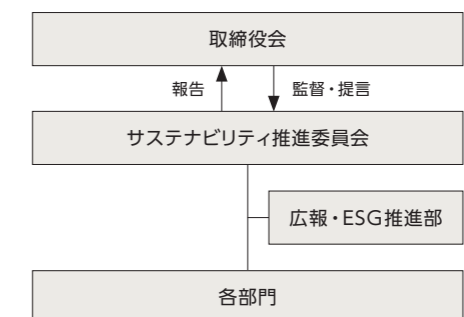 取締役会
報告
監督・提言
サステナビリティ推進委員会
広報・ESG推進部
各部門